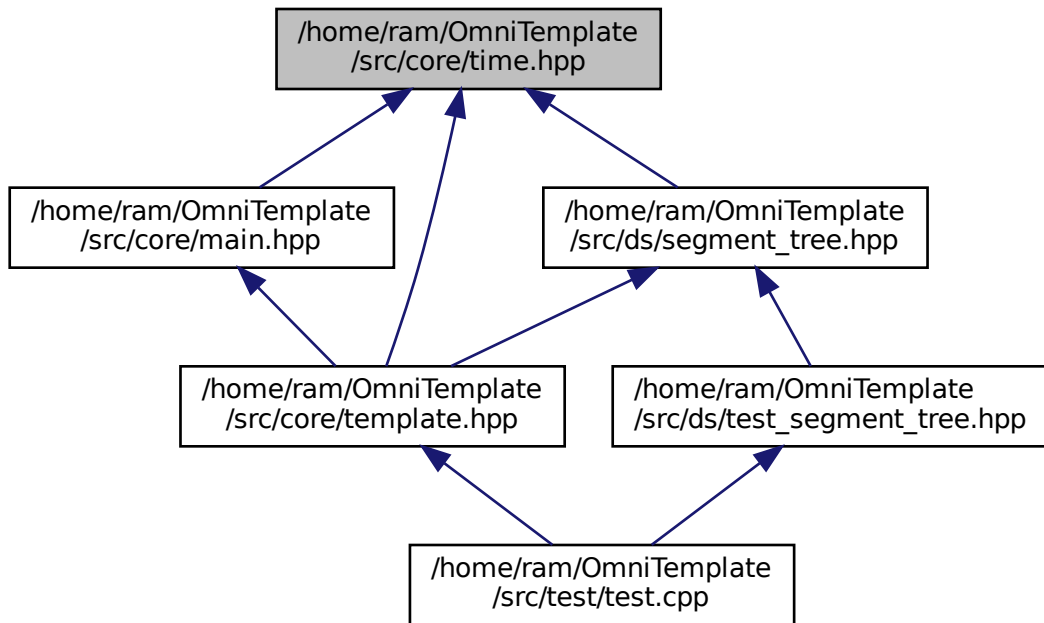 /home/ram/OmniTemplate
/src/core/time.hpp
/home/ram/OmniTemplate
/src/core/main.hpp
/home/ram/OmniTemplate
/src/ds/segment_tree.hpp
/home/ram/OmniTemplate
/src/core/template.hpp
/home/ram/OmniTemplate
/src/ds/test_segment_tree.hpp
/home/ram/OmniTemplate
/src/test/test.cpp